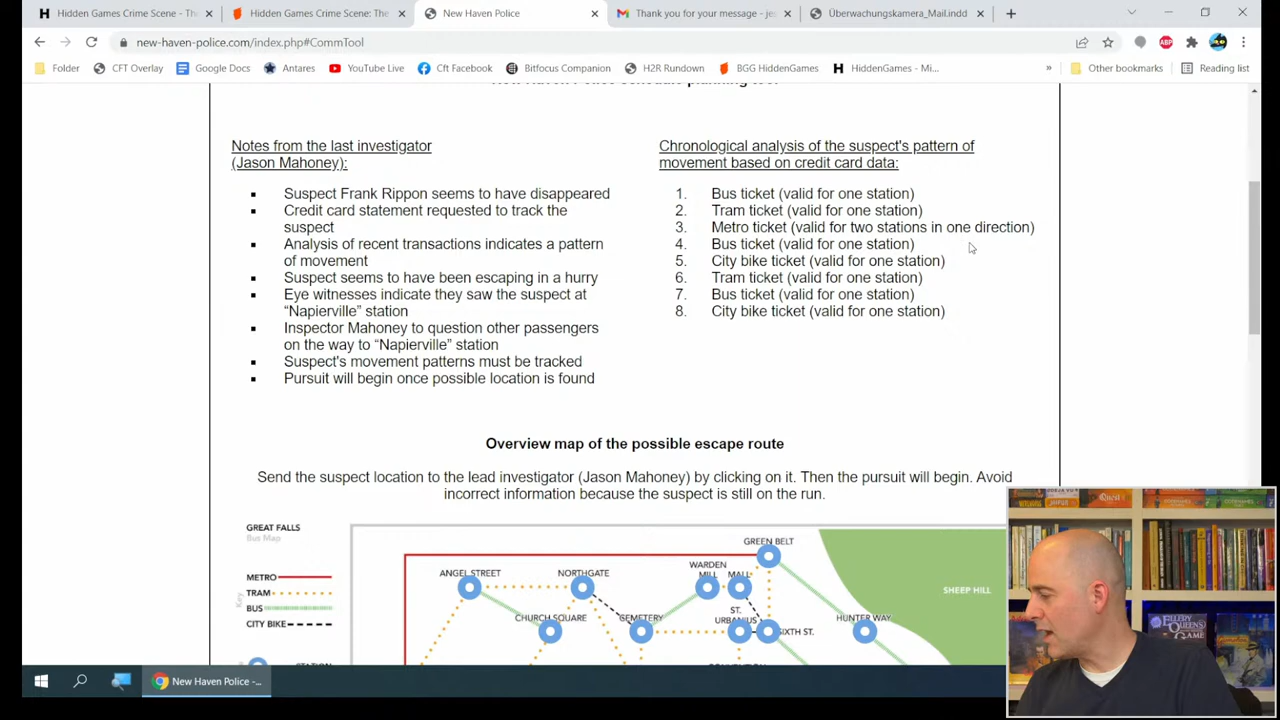 Hidden Games Crime Scene - The
Hidden Games Crime Scene: The
New Haven Police
Thank you for your message - je
Überwachungskamera_Mail.indd
new-haven-police.com/index.php#CommTool
Folder
CFT Overlay
Google Docs
Antares
YouTube Live
Cft Facebook
Bitfocus Companion
H2R Rundown
BGG HiddenGames
HiddenGames - Mi...
Other bookmarks
Reading list
Notes from the last investigator
(Jason Mahoney):
▪ Suspect Frank Rippon seems to have disappeared
▪ Credit card statement requested to track the
suspect
▪ Analysis of recent transactions indicates a pattern
of movement
▪ Suspect seems to have been escaping in a hurry
▪ Eye witnesses indicate they saw the suspect at
“Napierville” station
▪ Inspector Mahoney to question other passengers
on the way to “Napierville” station
▪ Suspect's movement patterns must be tracked
▪ Pursuit will begin once possible location is found
Chronological analysis of the suspect's pattern of
movement based on credit card data:
1. Bus ticket (valid for one station)
2. Tram ticket (valid for one station)
3. Metro ticket (valid for two stations in one direction)
4. Bus ticket (valid for one station)
5. City bike ticket (valid for one station)
6. Tram ticket (valid for one station)
7. Bus ticket (valid for one station)
8. City bike ticket (valid for one station)
Overview map of the possible escape route
Send the suspect location to the lead investigator (Jason Mahoney) by clicking on it. Then the pursuit will begin. Avoid
incorrect information because the suspect is still on the run.
GREAT FALLS
Bus Map
Key
METRO
TRAM
BUS
CITY BIKE
GREEN BELT
ANGEL STREET
NORTHGATE
WARDEN
MILL
MALL
SHEEP HILL
CHURCH SQUARE
CEMETERY
ST.
URBANIUS
SIXTH ST.
HUNTER WAY
New Haven Police -...
ELLERY
QUEEN'S
GAME